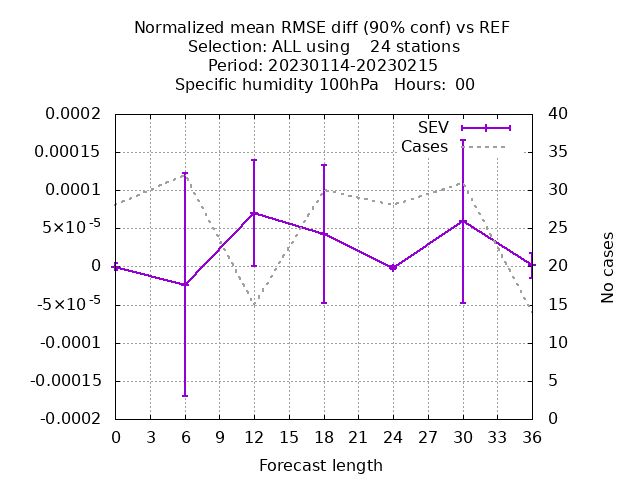 Normalized mean RMSE diff (90% conf) vs REF
Selection: ALL using    24 stations
Period: 20230114-20230215
Specific humidity 100hPa   Hours:  00
0.0002
0.00015
0.0001
5×10⁻⁵
0
-5×10⁻⁵
-0.0001
-0.00015
-0.0002
SEV
Cases
40
35
30
25
20
15
10
5
0
No cases
0 3 6 9 12 15 18 21 24 27 30 33 36
Forecast length